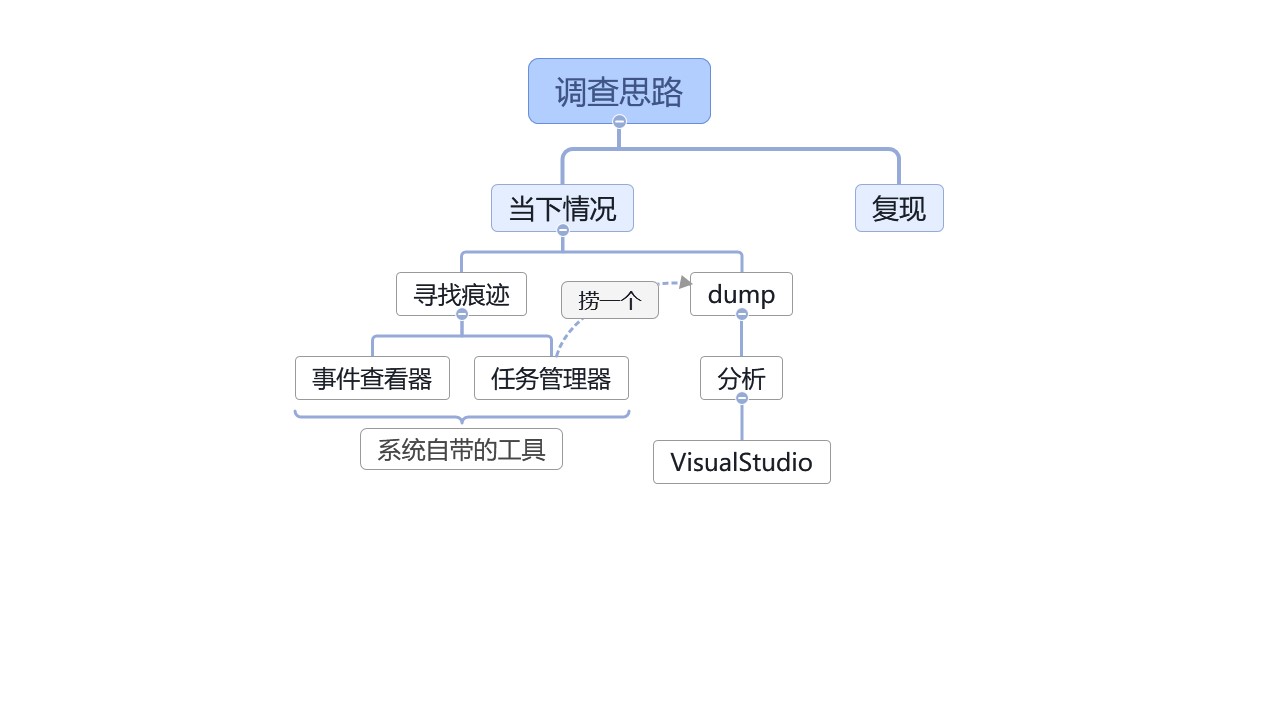 调查思路
当下情况
复现
寻找痕迹
捞一个
dump
事件查看器
任务管理器
分析
系统自带的工具
VisualStudio